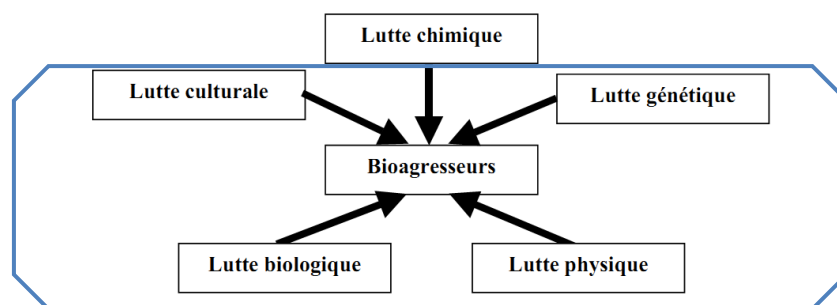 Lutte chimique
Lutte culturale
Lutte génétique
Bioagresseurs
Lutte biologique
Lutte physique